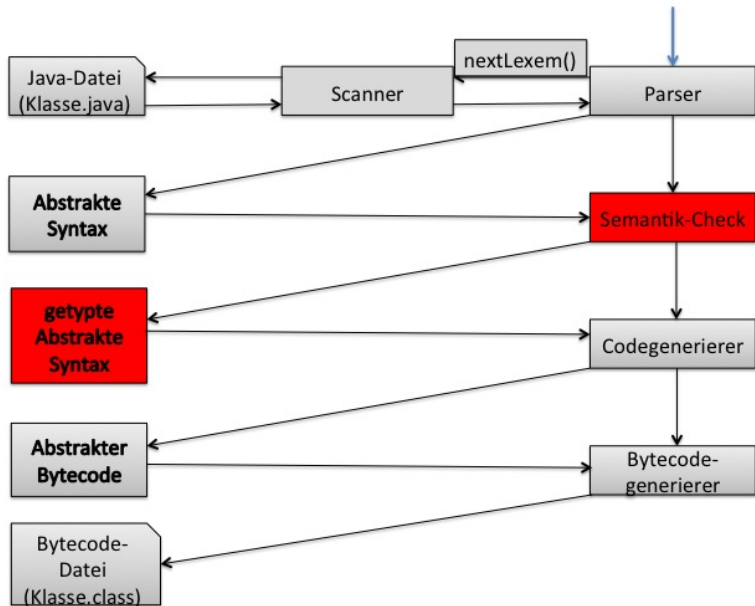 nextLexem()
Java-Datei
(Klasse.java)
Scanner
Parser
Abstrakte
Syntax
Semantik-Check
getypte
Abstrakte
Syntax
Codegenerierer
Abstrakter
Bytecode
Bytecode-
generierer
Bytecode-
Datei
(Klasse.class)